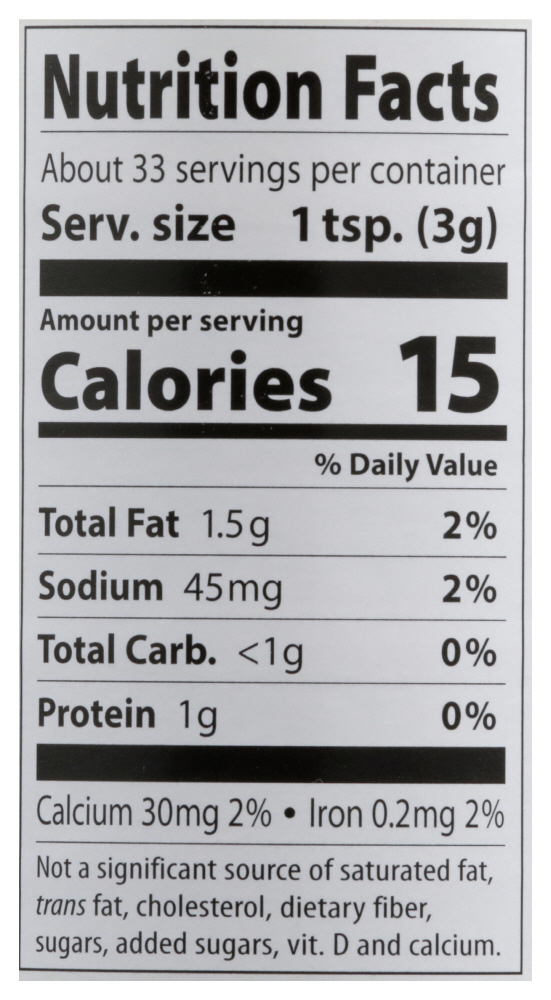 Nutrition Facts
About 33 servings per container
Serv. size 1 tsp. (3g)
Amount per serving
Calories 15
% Daily Value
Total Fat 1.5g 2%
Sodium 45mg 2%
Total Carb. <1g 0%
Protein 1g 0%
Calcium 30mg 2% • Iron 0.2mg 2%
Not a significant source of saturated fat,
trans fat, cholesterol, dietary fiber,
sugars, added sugars, vit. D and calcium.